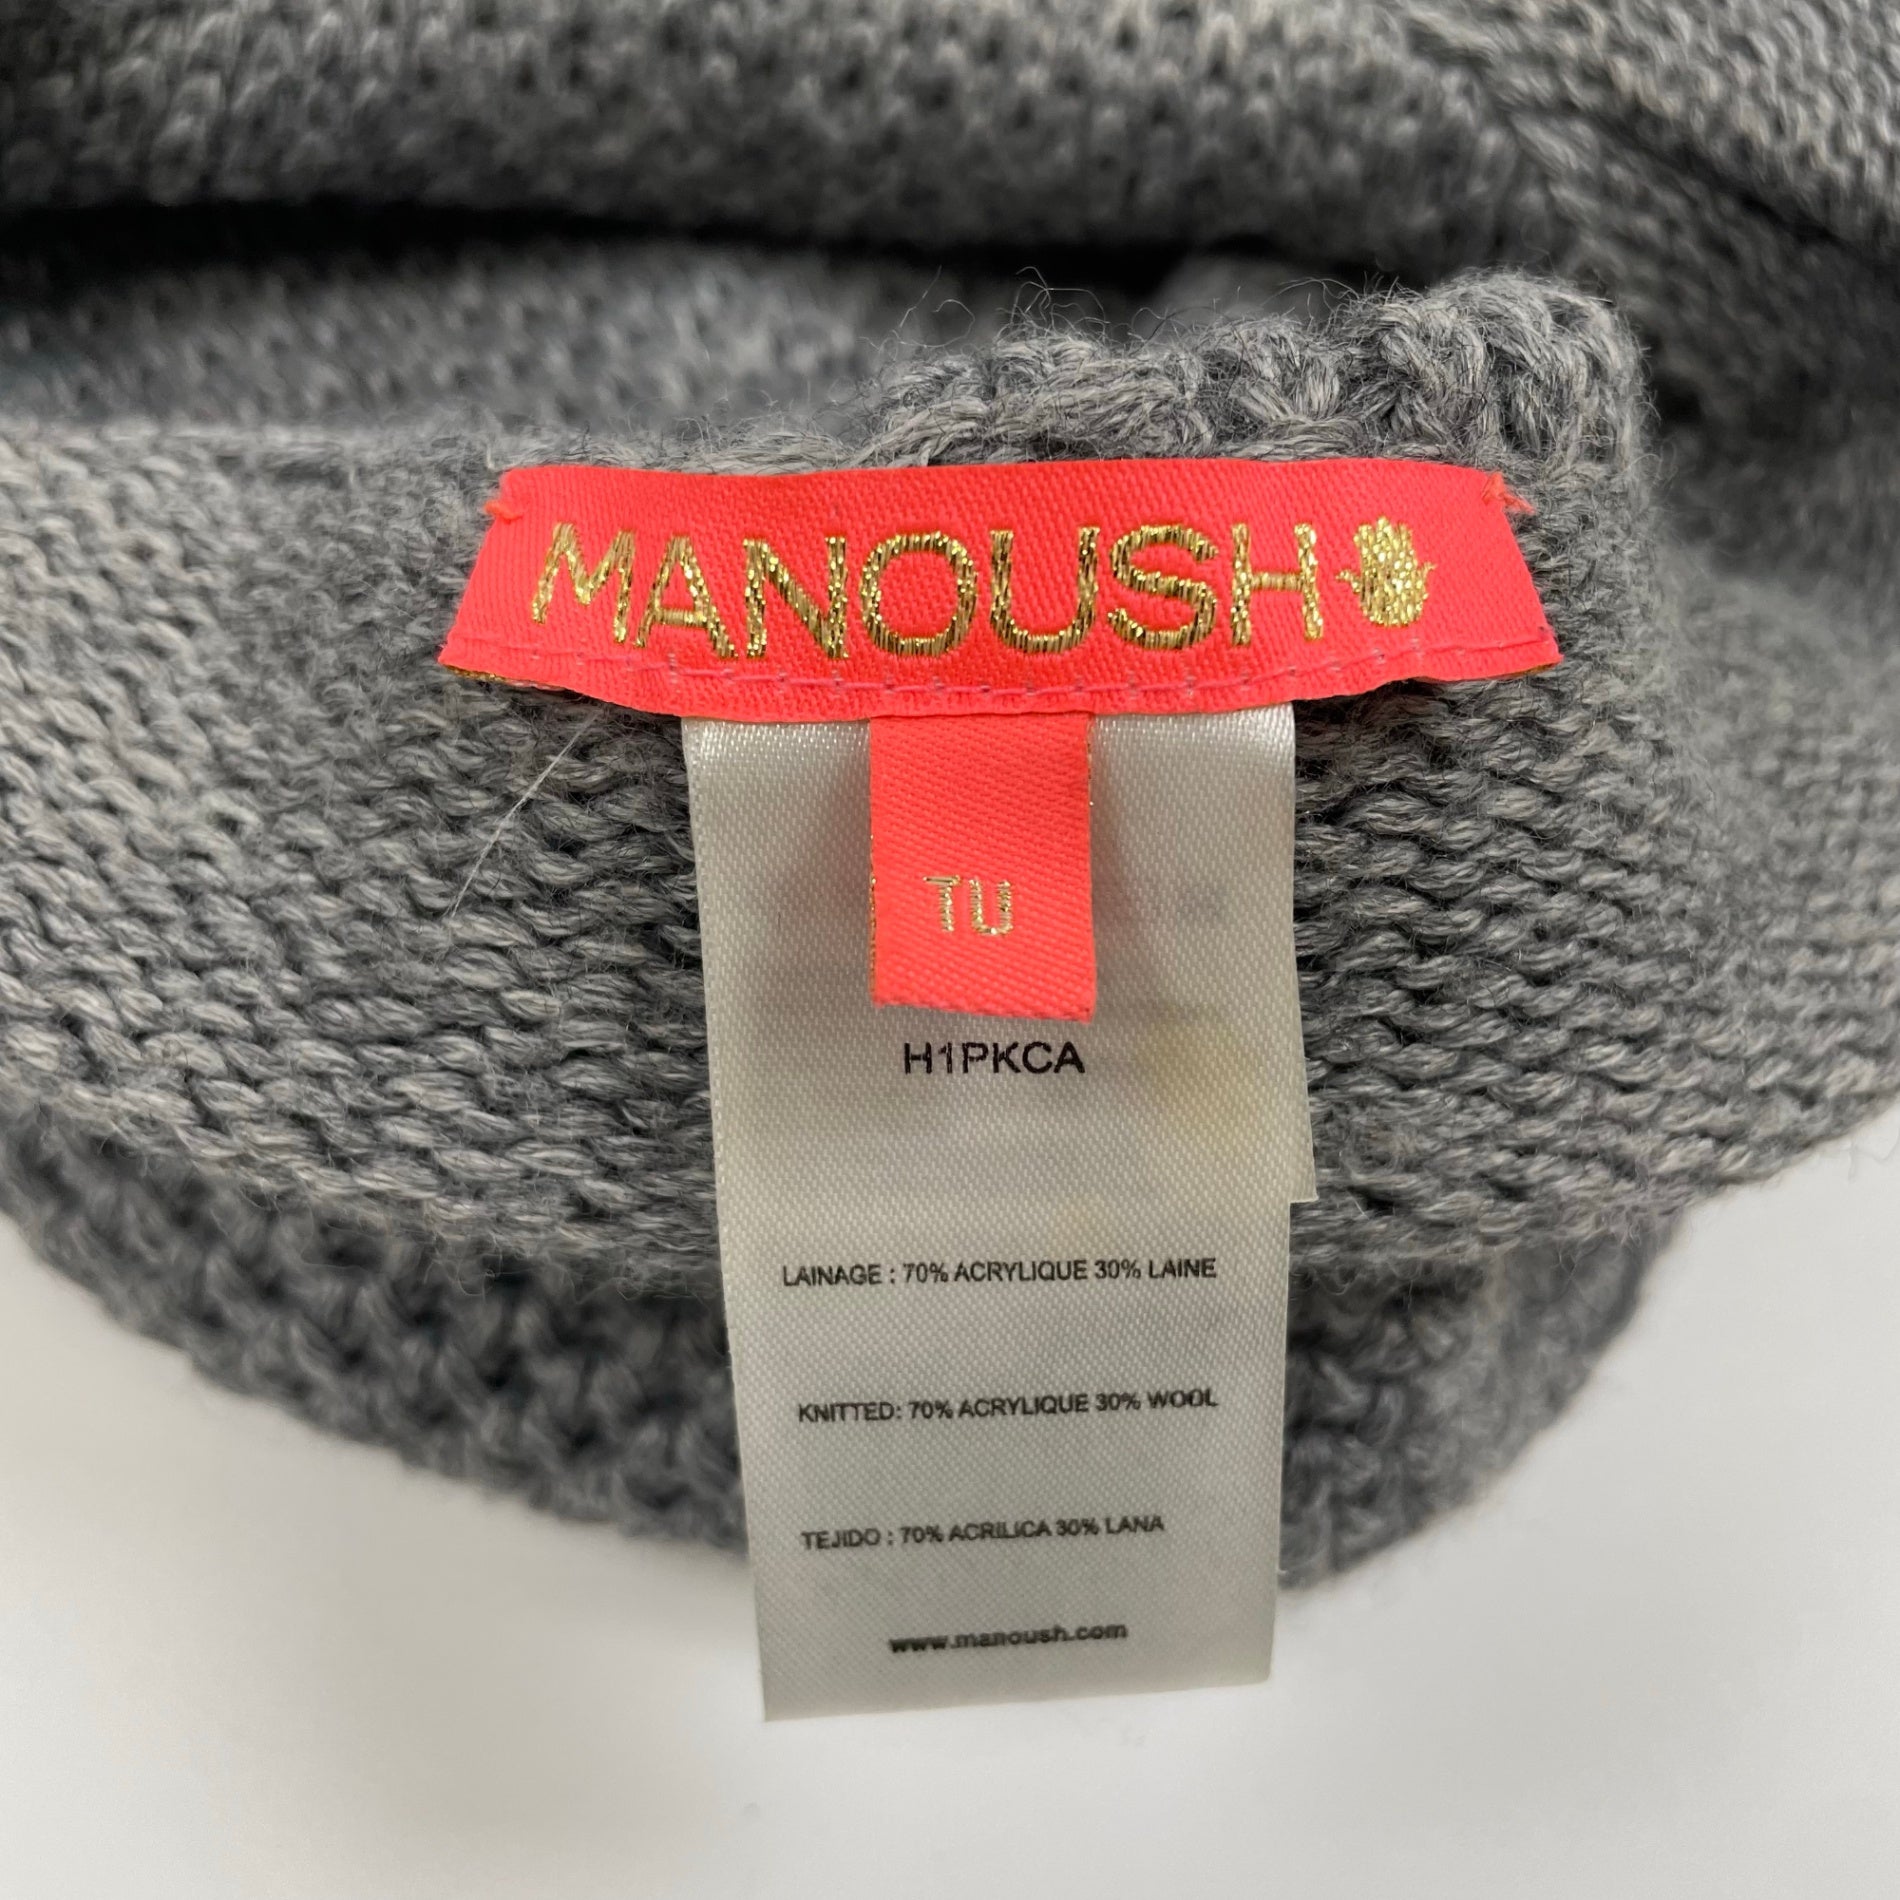 MANOUSH
TU
H1PKCA
LAINAGE : 70% ACRYLIQUE 30% LAINE
KNITTED: 70% ACRYLIQUE 30% WOOL
TEJIDO : 70% ACRILICA 30% LANA
www.manoush.com